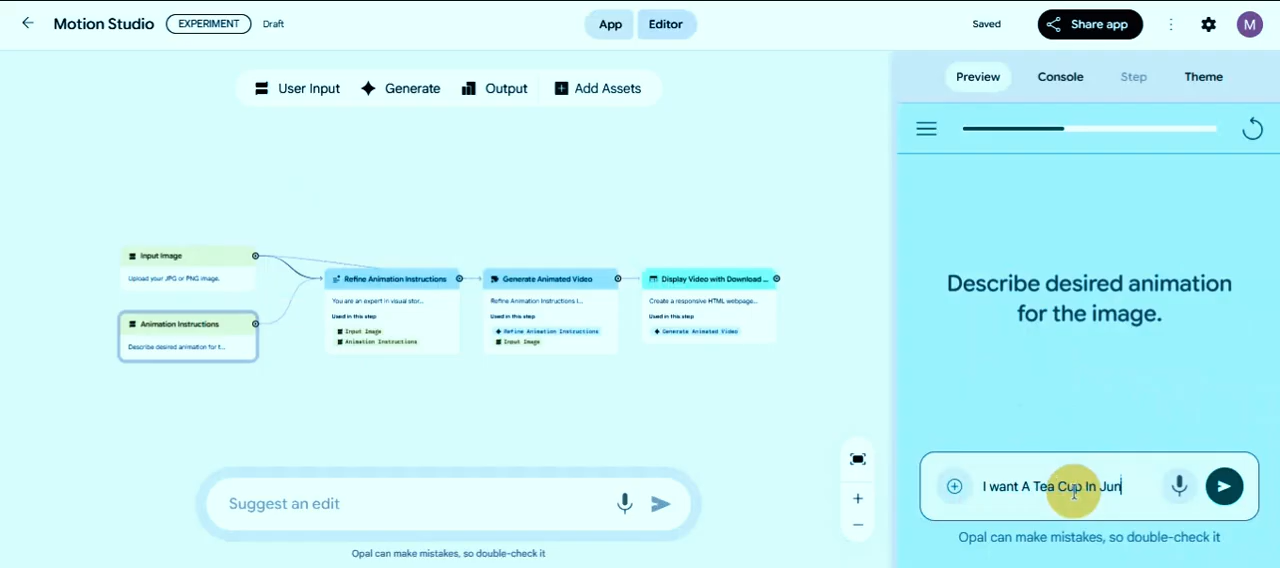 Motion Studio EXPERIMENT Draft App Editor Saved Share app M
User Input Generate Output Add Assets
Preview Console Step Theme
Input Image
Upload your JPG or PNG image.
Animation Instructions
Describe desired animation for t...
Refine Animation Instructions
You are an expert in visual stor...
Used in this step
Input Image
Animation Instructions
Generate Animated Video
Refine Animation Instructions I...
Used in this step
Refine Animation Instructions
Input Image
Display Video with Download ...
Create a responsive HTML webpage...
Used in this step
Generate Animated Video
Describe desired animation
for the image.
I want A Tea Cup In Jun
Opal can make mistakes, so double-check it
Suggest an edit
Opal can make mistakes, so double-check it